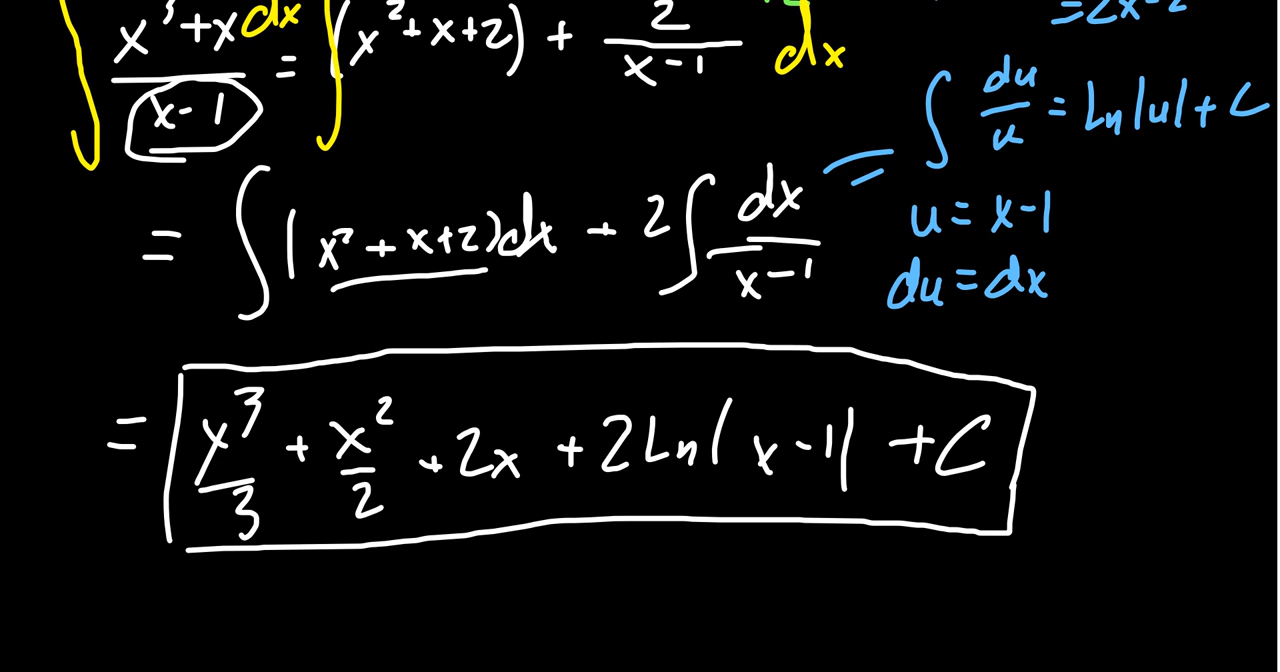 ∫ x³+x dx / x-1 = ∫ (x²+x+2) + 2/x-1 dx
=2x-2
∫ du/u = Ln|u| + C
= ∫ (x² + x+2)dx + 2 ∫ dx/x-1
u = x-1
du = dx
= x³/3 + x²/2 + 2x + 2Ln|x-1| + C